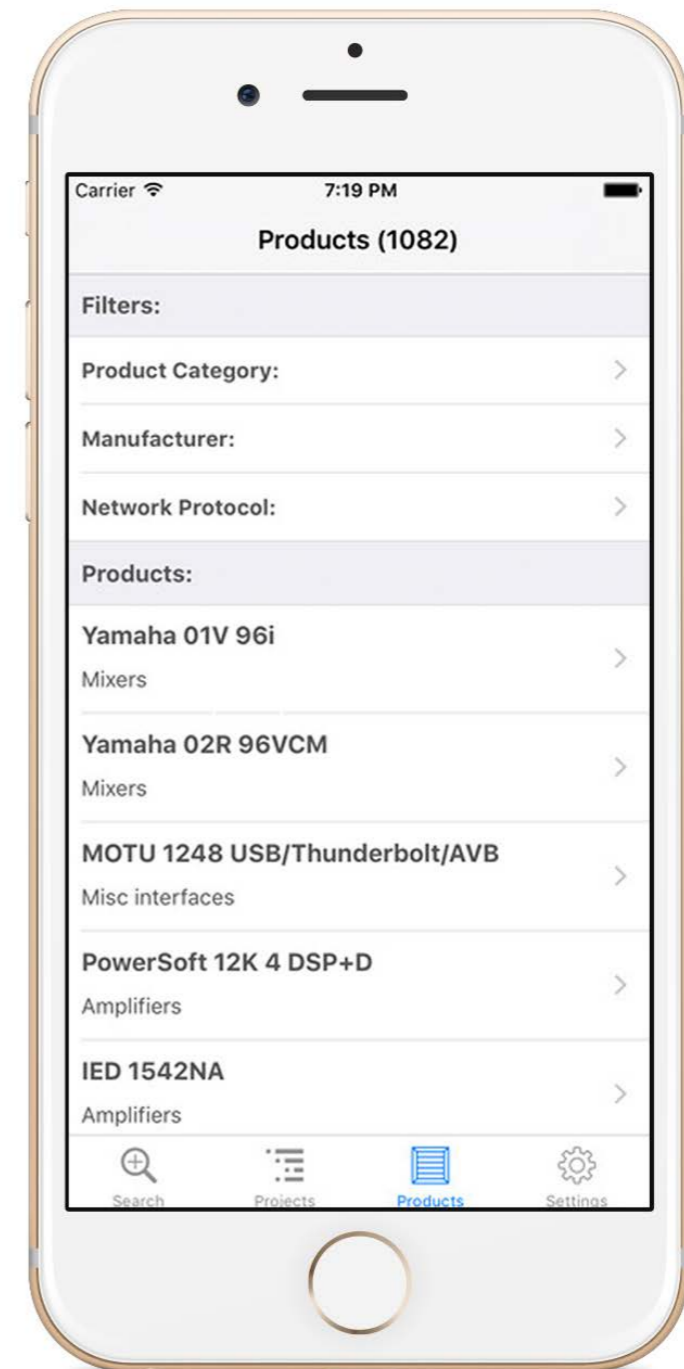 Carrier 7:19 PM
Products (1082)
Filters:
Product Category:
Manufacturer:
Network Protocol:
Products:
Yamaha 01V 96i
Mixers
Yamaha 02R 96VCM
Mixers
MOTU 1248 USB/Thunderbolt/AVB
Misc interfaces
PowerSoft 12K 4 DSP+D
Amplifiers
IED 1542NA
Amplifiers
Search Projects Products Settings